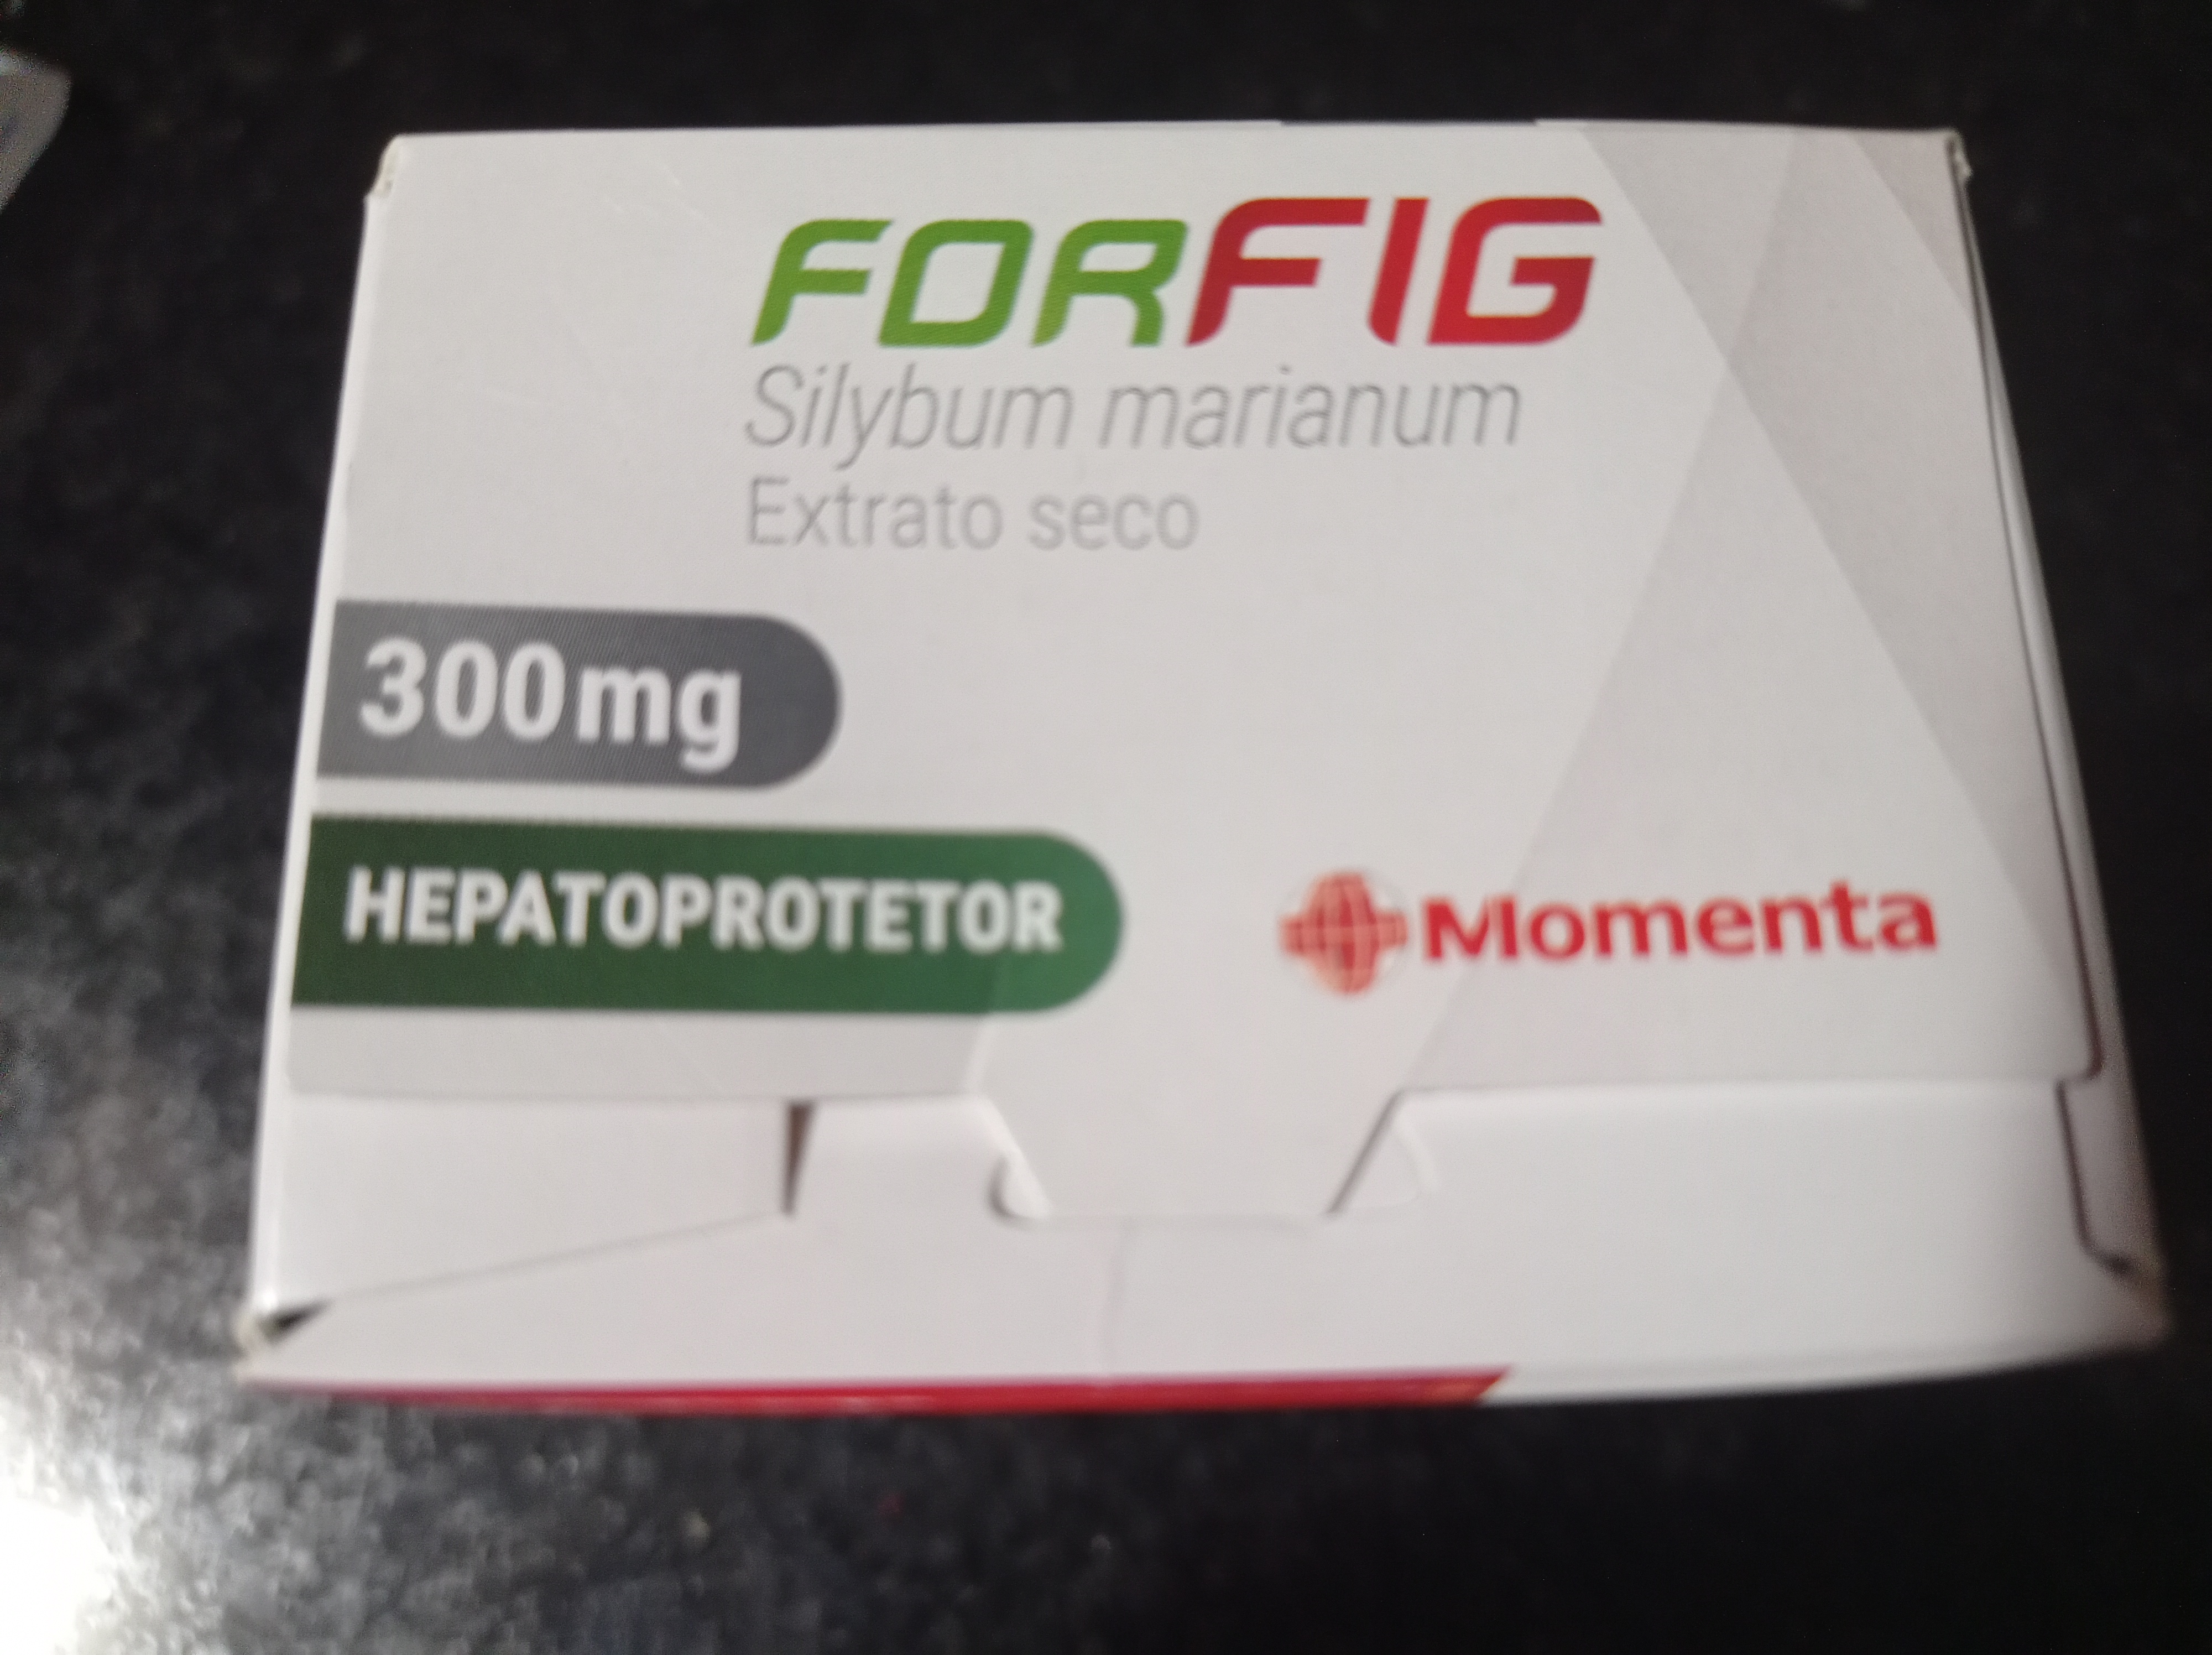 FORFIG
Silybum marianum
Extrato seco
300mg
HEPATOPROTETOR
Momenta